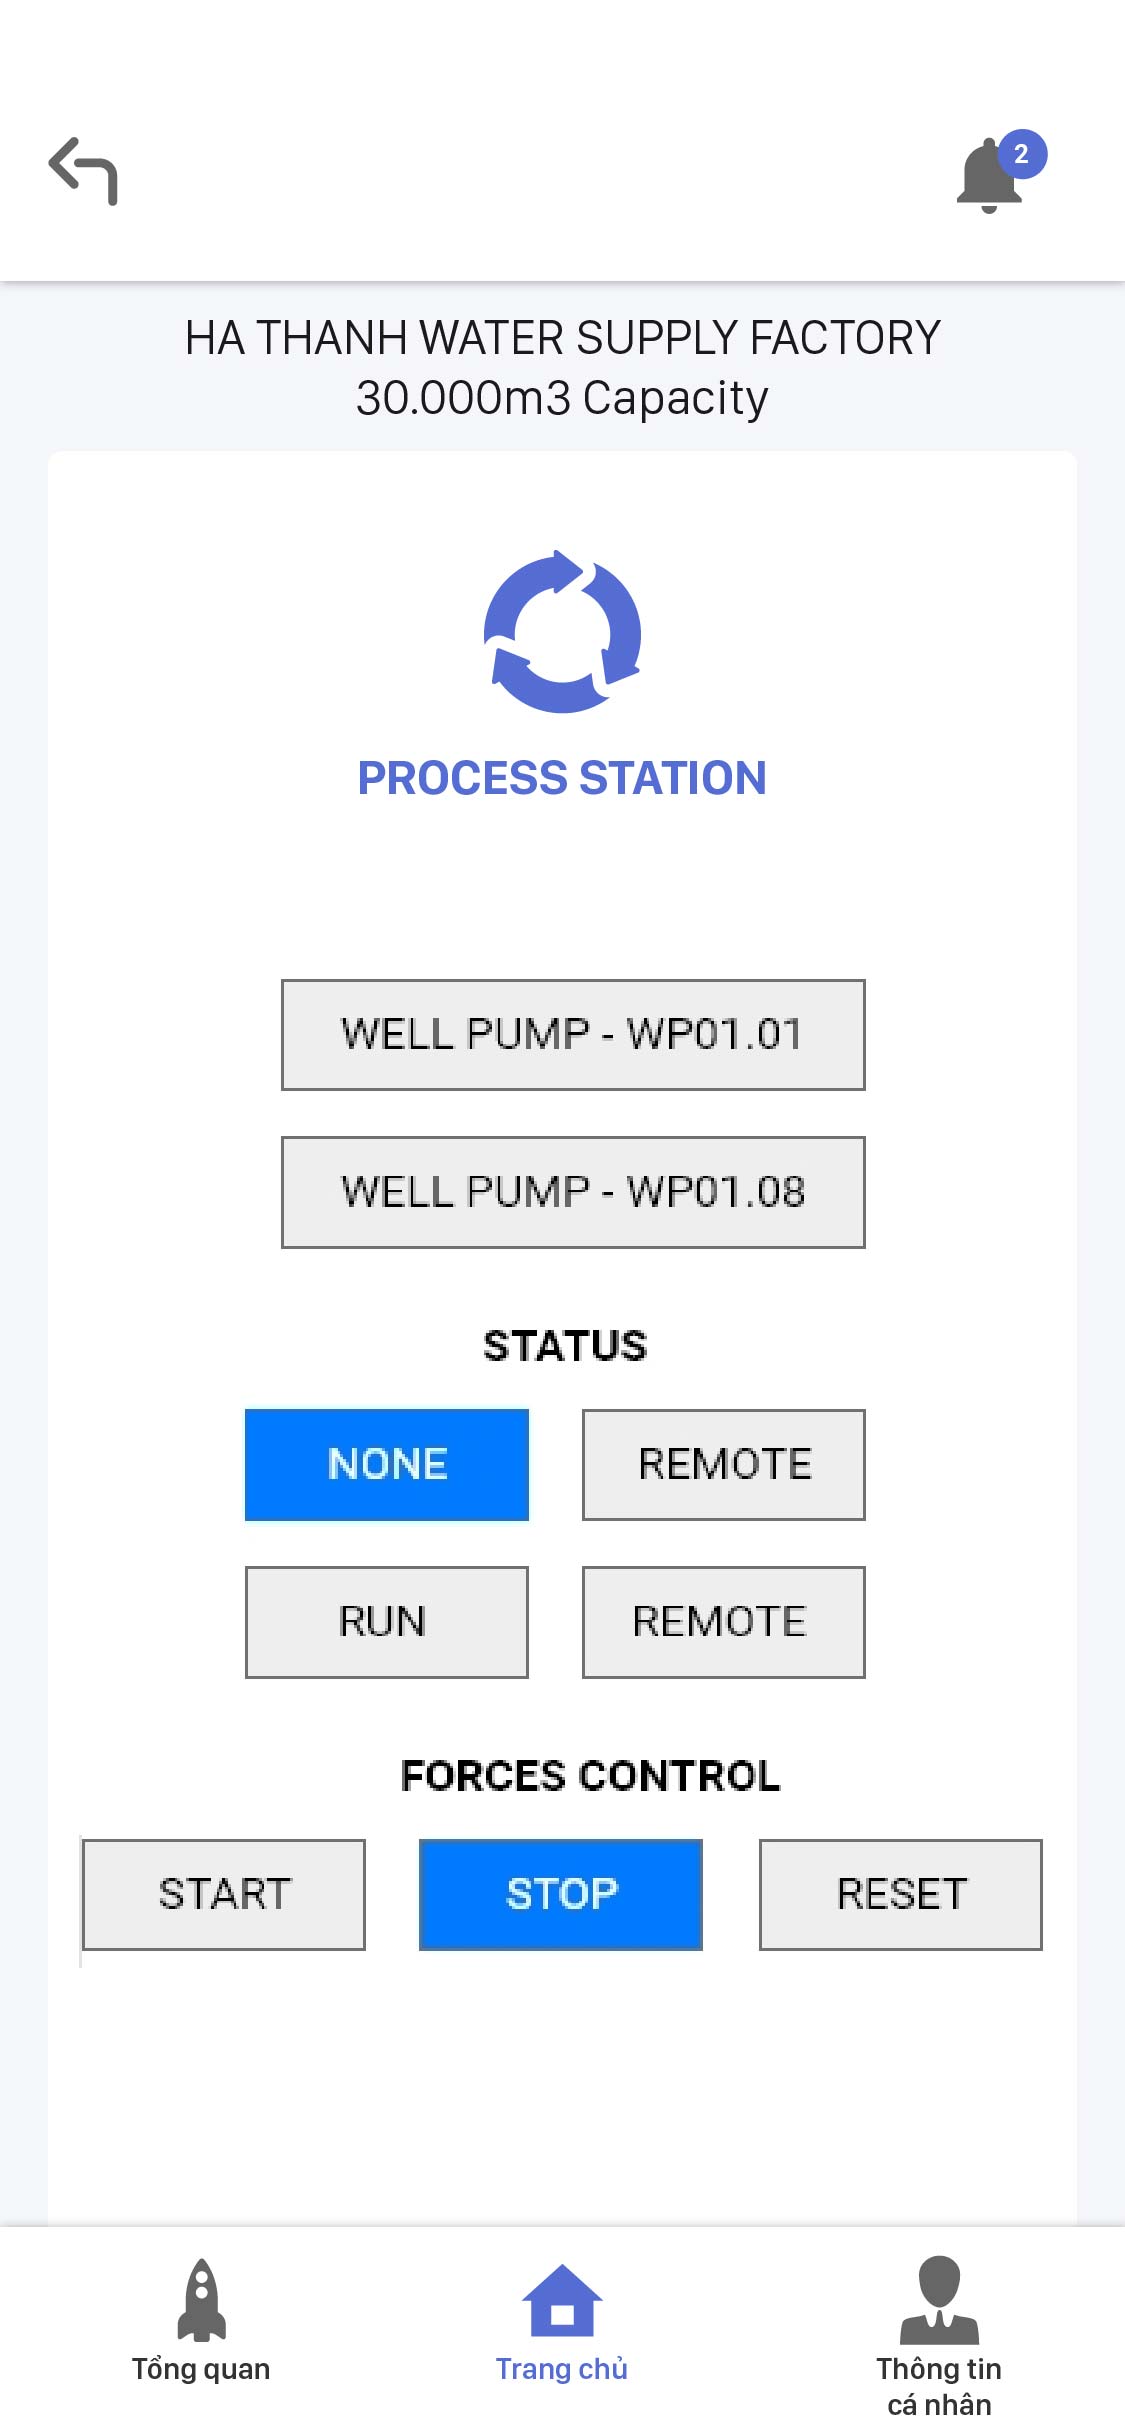 2
HA THANH WATER SUPPLY FACTORY
30.000m3 Capacity
PROCESS STATION
WELL PUMP - WP01.01
WELL PUMP - WP01.08
STATUS
NONE REMOTE
RUN REMOTE
FORCES CONTROL
START STOP RESET
Tổng quan Trang chủ Thông tin
cá nhân